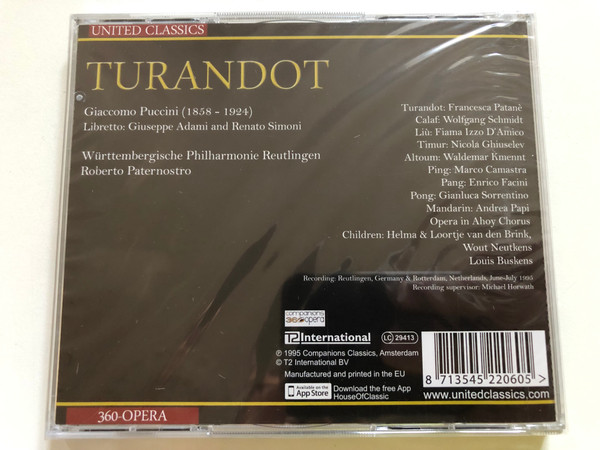 UNITED CLASSICS
TURANDOT
Giaccomo Puccini (1858 - 1924)
Libretto: Giuseppe Adami and Renato Simoni
Württembergische Philharmonie Reutlingen
Roberto Paternostro
Turandot: Francesca Patanè
Calaf: Wolfgang Schmidt
Liù: Fiama Izzo D'Amico
Timur: Nicola Ghiuselev
Altoum: Waldemar Kmennt
Ping: Marco Camastra
Pang: Enrico Facini
Pong: Gianluca Sorrentino
Mandarin: Andrea Papi
Opera in Ahoy Chorus
Children: Helma & Loortje van den Brink,
Wout Neutkens
Louis Buskens
Recording: Reutlingen, Germany & Rotterdam, Netherlands, June-July 1995
Recording supervisor: Michael Horwath
companions
360 opera
T2 International
LC 29413
℗ 1995 Companions Classics, Amsterdam
© T2 International BV
Manufactured and printed in the EU
Available on the
App Store
Download the free App
HouseOfClassic
8 713545 220605 >
www.unitedclassics.com
360-OPERA